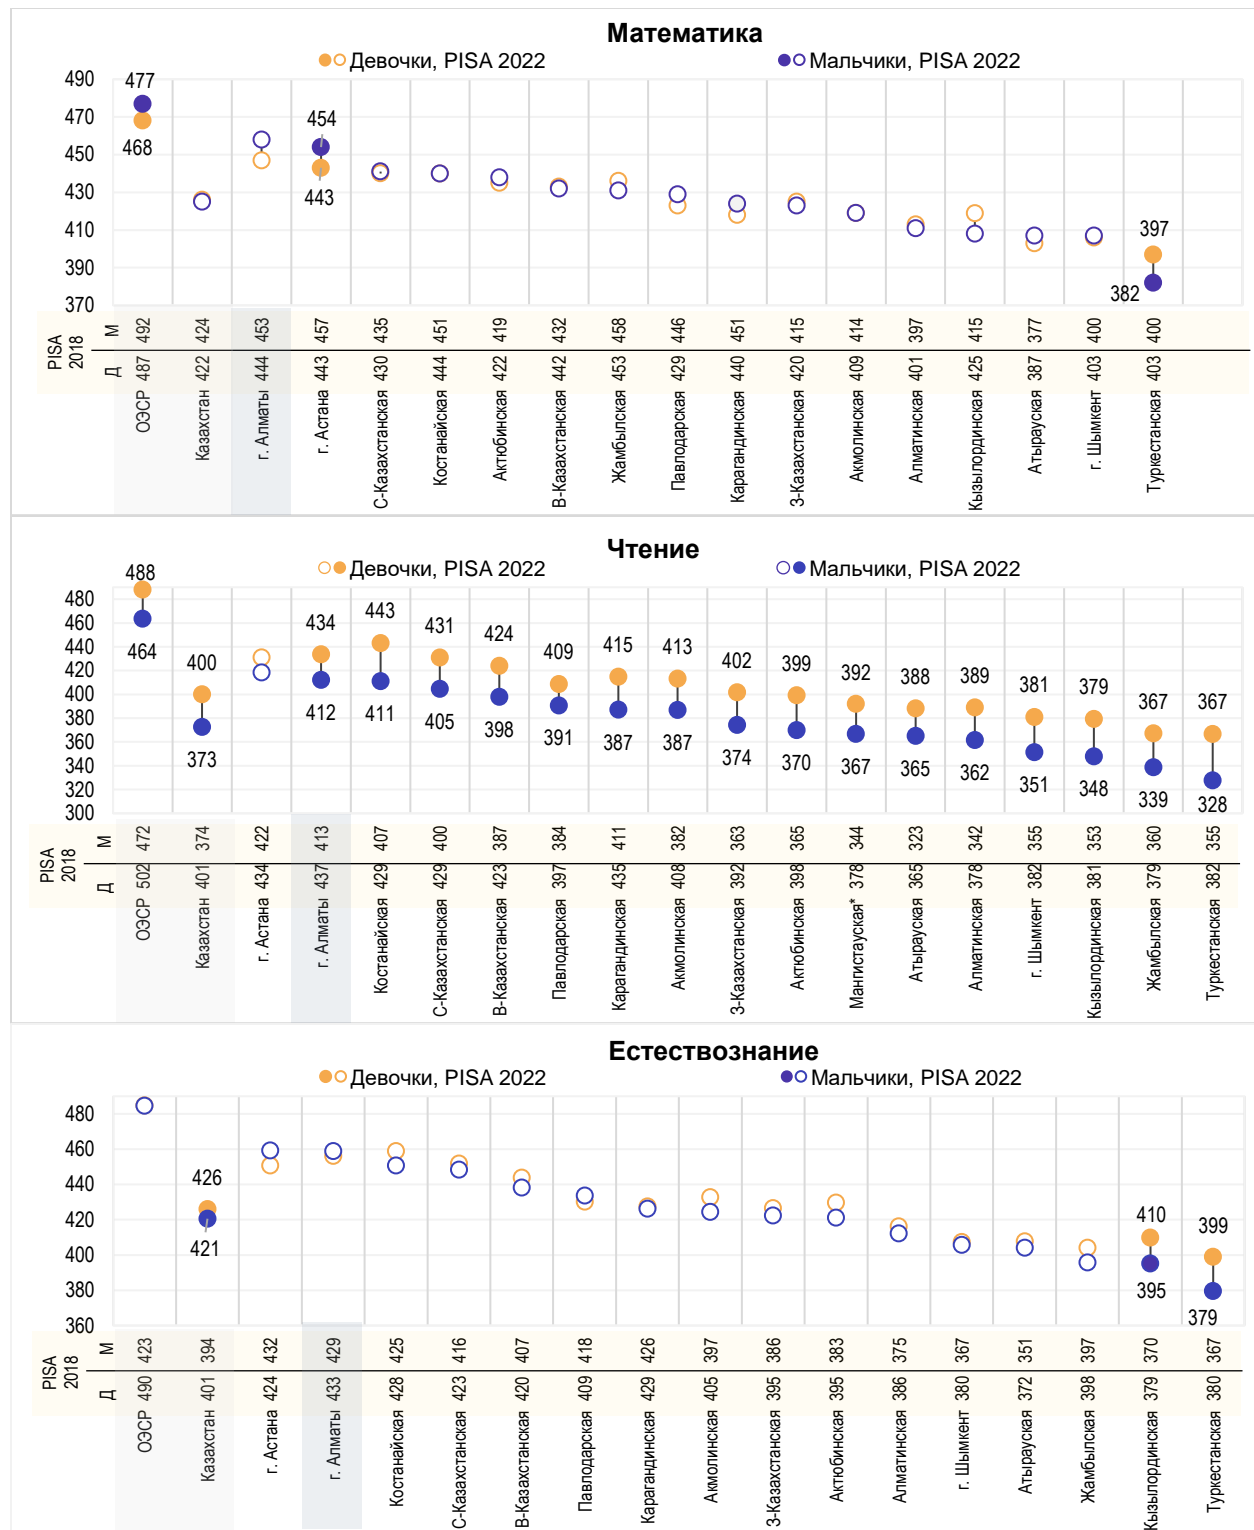 Математика
Девочки, PISA 2022 Мальчики, PISA 2022
490
470
450
430
410
390
370
477
468
454
443
397
382
PISA 2018
М 492 424 453 457 435 451 419 432 458 446 451 415 414 397 415 377 400 400
Д 487 422 444 443 430 444 422 442 453 429 440 420 409 401 425 387 403 403
ОЭСР
Казахстан
г. Алматы
г. Астана
С-Казахстанская
Костанайская
Актюбинская
В-Казахстанская
Жамбылская
Павлодарская
Карагандинская
З-Казахстанская
Акмолинская
Алматинская
Кызылординская
Атырауская
г. Шымкент
Туркестанская
Чтение
Девочки, PISA 2022 Мальчики, PISA 2022
480
460
440
420
400
380
360
340
320
300
488 400 434 443 431 424 409 415 413 402 399 392 388 389 381 379 367 367
464 373 412 411 405 398 391 387 387 374 370 367 365 362 351 348 339 328
PISA 2018
М 472 374 422 413 407 400 387 384 411 382 363 365 344 323 342 355 353 360 355
Д 502 401 434 437 429 429 423 397 435 408 392 398 378 365 378 382 381 379 382
ОЭСР
Казахстан
г. Астана
г. Алматы
Костанайская
С-Казахстанская
В-Казахстанская
Павлодарская
Карагандинская
Акмолинская
З-Казахстанская
Актюбинская
Мангистауская*
Атырауская
Алматинская
г. Шымкент
Кызылординская
Жамбылская
Туркестанская
Естествознание
Девочки, PISA 2022 Мальчики, PISA 2022
480
460
440
420
400
380
360
426
421
410
395
399
379
PISA 2018
М 423 394 432 429 425 416 407 418 426 397 386 383 375 367 351 397 370 367
Д 490 401 424 433 428 423 420 409 429 405 395 395 386 380 372 398 379 380
ОЭСР
Казахстан
г. Астана
г. Алматы
Костанайская
С-Казахстанская
В-Казахстанская
Павлодарская
Карагандинская
Акмолинская
З-Казахстанская
Актюбинская
Алматинская
г. Шымкент
Атырауская
Жамбылская
Кызылординская
Туркестанская